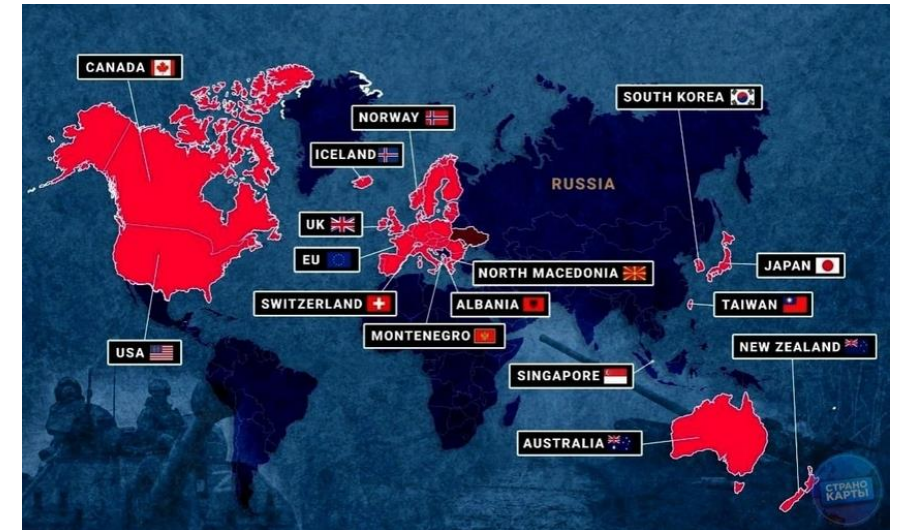 CANADA
SOUTH KOREA
NORWAY
ICELAND
RUSSIA
UK
EU
NORTH MACEDONIA
JAPAN
SWITZERLAND
ALBANIA
TAIWAN
MONTENEGRO
NEW ZEALAND
USA
SINGAPORE
AUSTRALIA
СТРАНО
КАРТЫ